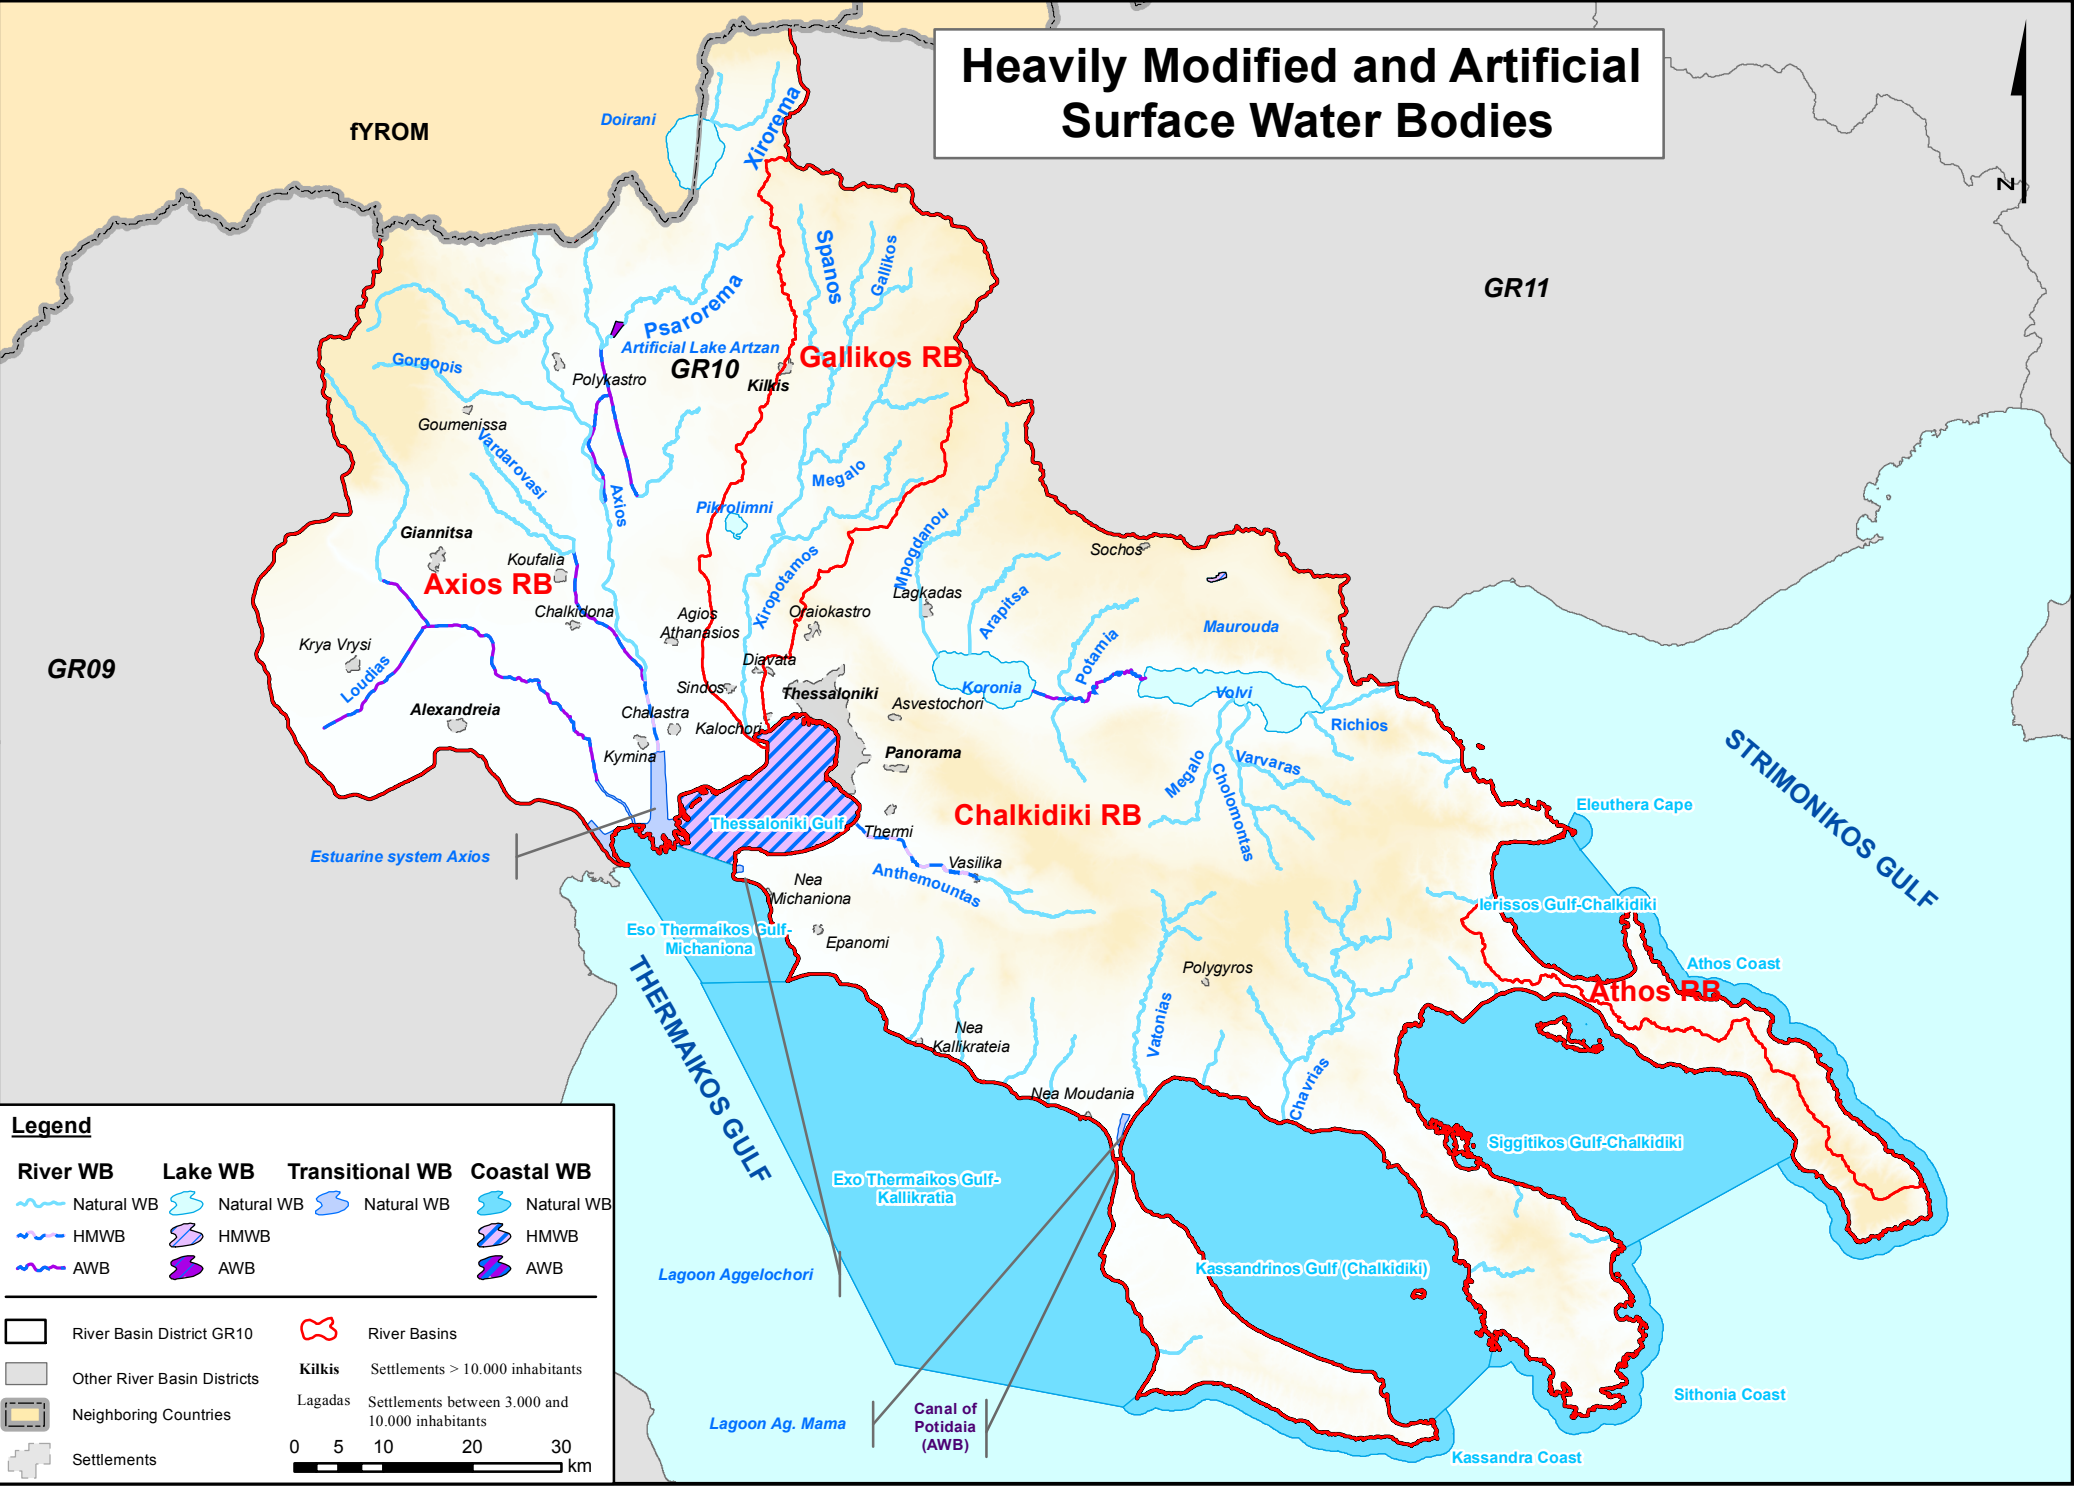 Heavily Modified and Artificial
Surface Water Bodies
N
fYROM
Doirani
Xirorema
GR11
Spanos
Gallikos
Psarorema
Artificial Lake Artzan
GR10
Gallikos RB
Kilkis
Gorgopis
Polykastro
Goumenissa
Vardarovasi
Axios
Megalo
Pikrolimni
Mpogdanou
Giannitsa
Koufalia
Axios RB
Sochos
Xiropotamos
Lagkadas
Arapitsa
Chalkidona
Agios
Athanasios
Oraiokastro
Maurouda
Potamia
Krya Vrysi
Loudias
GR09
Diavata
Sindos
Thessaloniki
Koronia
Volvi
Asvestochori
Alexandreia
Chalastra
Kalochori
Richios
Kymina
Panorama
Megalo
Varvaras
Cholomontas
STRIMONIKOS GULF
Eleuthera Cape
Chalkidiki RB
Thessaloniki Gulf
Thermi
Estuarine system Axios
Vasilika
Anthemountas
Nea
Michaniona
Ierissos Gulf-Chalkidiki
Eso Thermaikos Gulf-
Michaniona
Epanomi
Polygyros
Athos Coast
Athos RB
THERMAIKOS GULF
Nea
Kallikrateia
Vatonias
Chavrias
Nea Moudania
Siggitikos Gulf-Chalkidiki
Exo Thermaikos Gulf-
Kallikratia
Lagoon Aggelochori
Kassandrinos Gulf (Chalkidiki)
Sithonia Coast
Lagoon Ag. Mama
Canal of
Potidaia
(AWB)
Kassandra Coast
Legend
River WB
Lake WB
Transitional WB
Coastal WB
Natural WB
Natural WB
Natural WB
Natural WB
HMWB
HMWB
HMWB
AWB
AWB
AWB
River Basin District GR10
River Basins
Other River Basin Districts
Kilkis
Settlements > 10.000 inhabitants
Neighboring Countries
Lagadas
Settlements between 3.000 and
10.000 inhabitants
Settlements
0 5 10 20 30
km